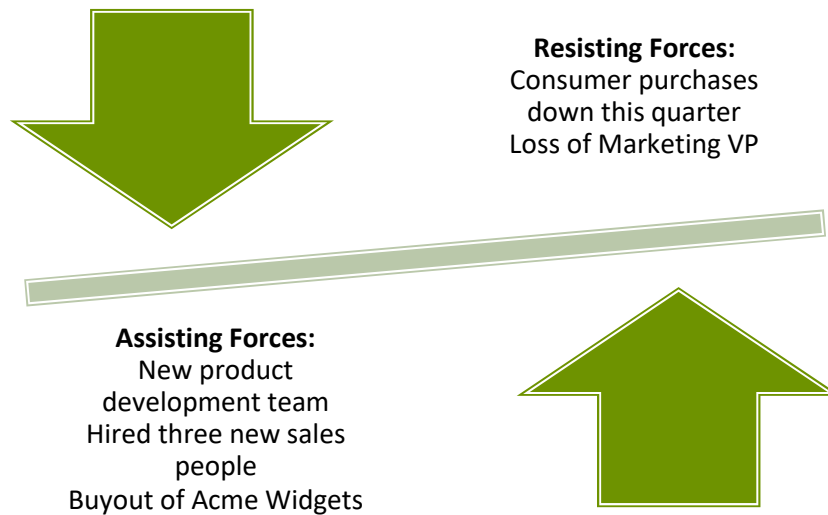 Resisting Forces:
Consumer purchases
down this quarter
Loss of Marketing VP
Assisting Forces:
New product
development team
Hired three new sales
people
Buyout of Acme Widgets